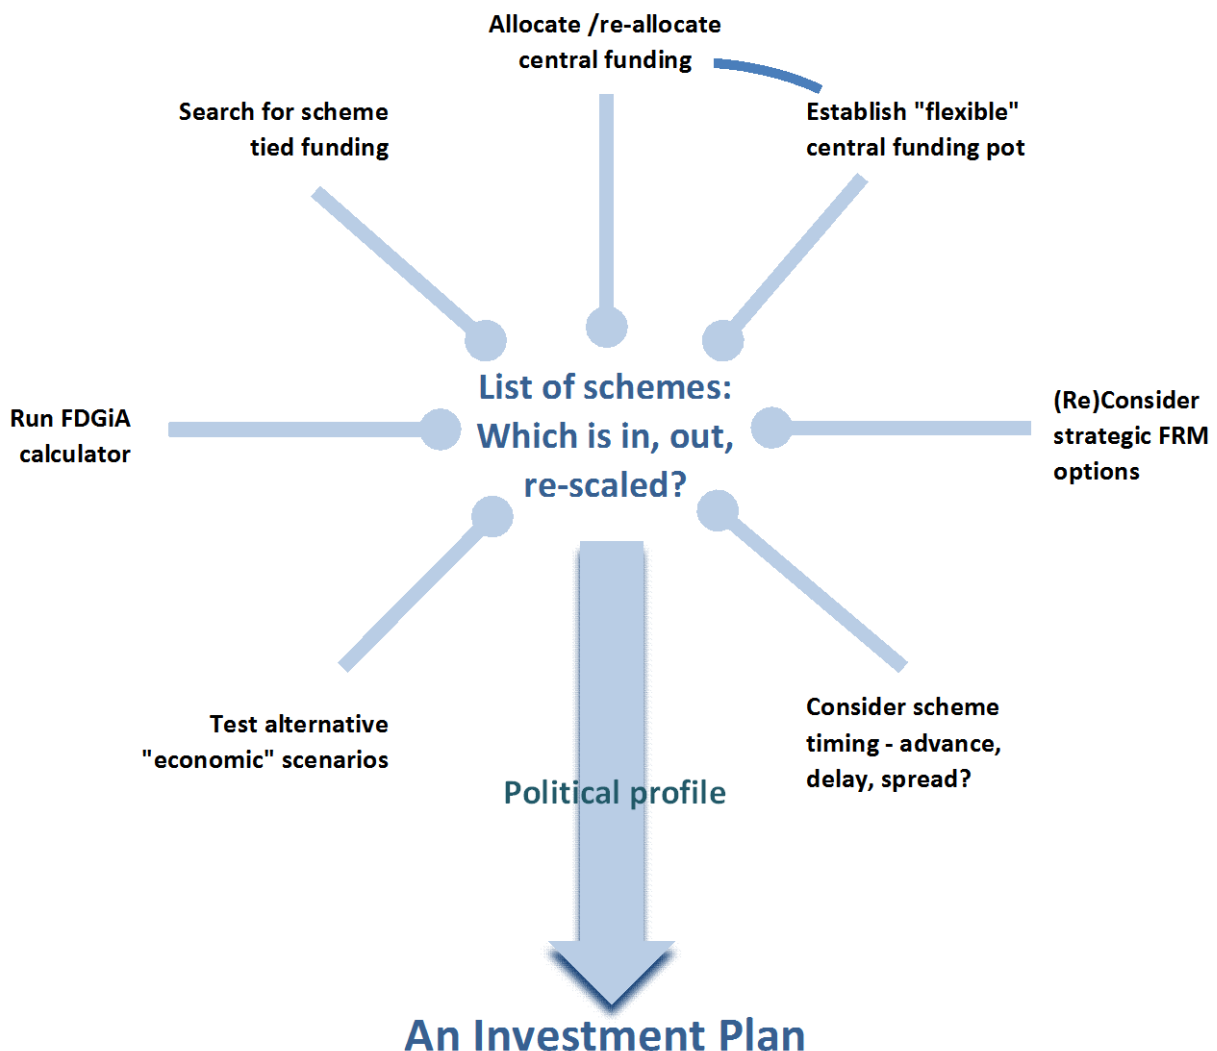 Allocate /re-allocate
central funding
Search for scheme
tied funding
Establish "flexible"
central funding pot
List of schemes:
Which is in, out,
re-scaled?
Run FDGiA
calculator
(Re)Consider
strategic FRM
options
Test alternative
"economic" scenarios
Consider scheme
timing - advance,
delay, spread?
Political profile
An Investment Plan